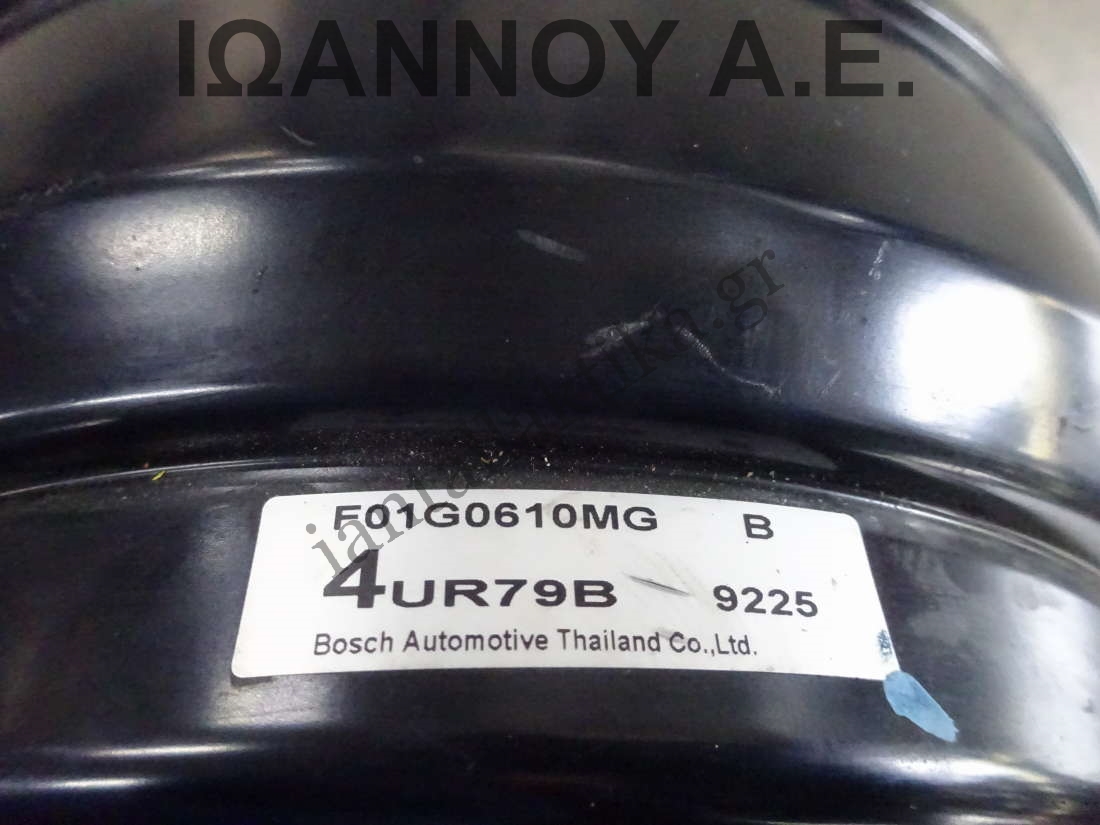 ΙΩΑΝΝΟΥ Α.Ε.
F01G0610MG B
4UR79B 9225
Bosch Automotive Thailand Co.,Ltd.